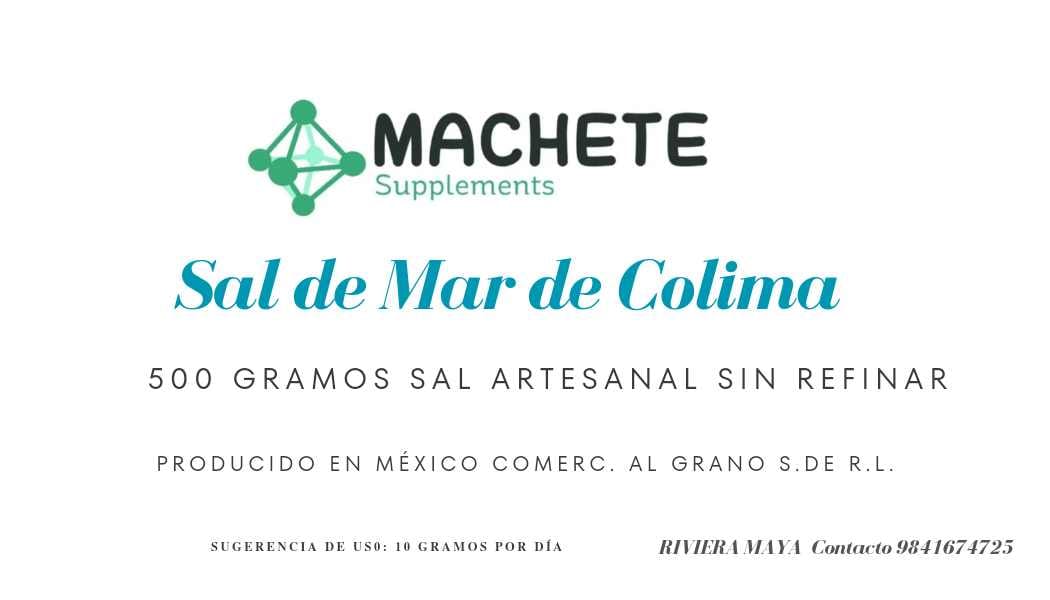 MACHETE
Supplements
Sal de Mar de Colima
500 GRAMOS SAL ARTESANAL SIN REFINAR
PRODUCIDO EN MÉXICO COMERC. AL GRANO S.DE R.L.
SUGERENCIA DE US0: 10 GRAMOS POR DÍA
RIVIERA MAYA Contacto 9841674725